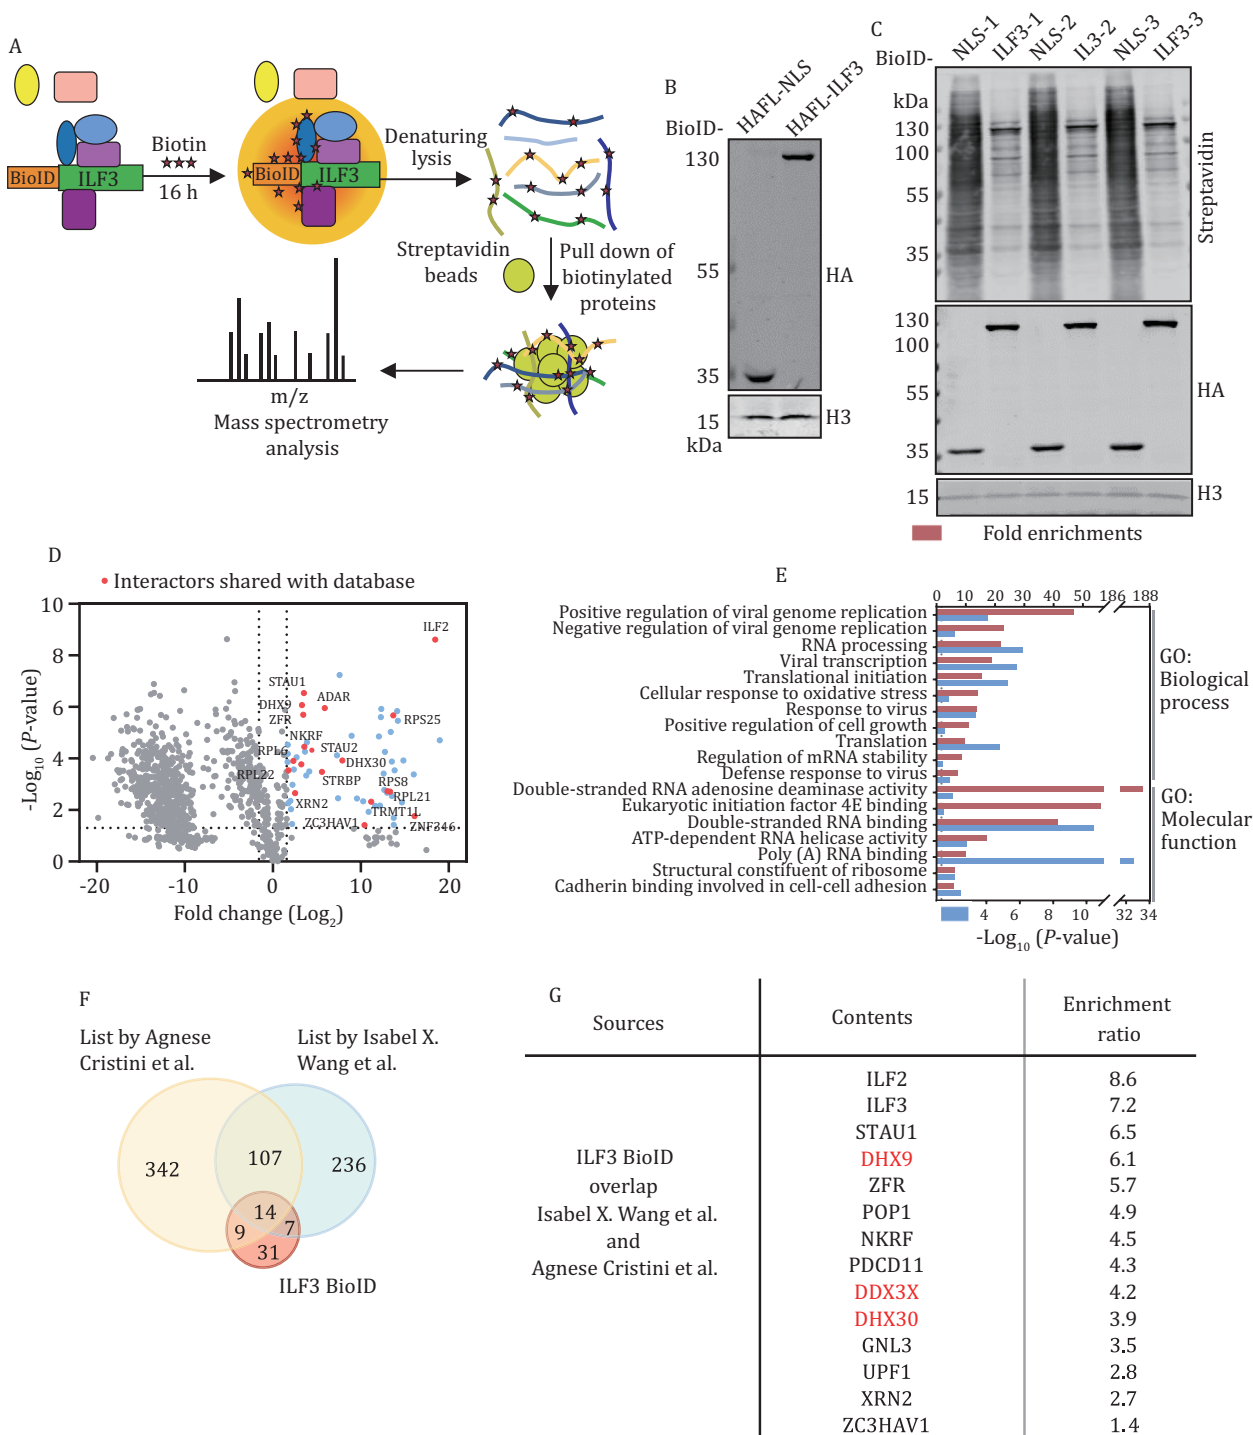 A
BioID
ILF3
Biotin
16 h
BioID
ILF3
Denaturing
lysis
Streptavidin
beads
Pull down of
biotinylated
proteins
m/z
Mass spectrometry
analysis
B
BioID-
HAFL-NLS
HAFL-ILF3
130
55
35
15
kDa
HA
H3
C
BioID-
NLS-1
ILF3-1
NLS-2
IL3-2
NLS-3
ILF3-3
kDa
130
100
55
35
Streptavidin
130
100
55
35
HA
15
H3
D
Interactors shared with database
-Log10 (P-value)
10
8
6
4
2
0
-20
-10
0
10
20
Fold change (Log2)
ILF2
STAU1
DHX9
ADAR
ZFR
RPS25
NKRF
RPL6
STAU2
DHX30
RPL22
STRBP
RPS8
RPL21
XRN2
TRMT1L
ZC3HAV1
ZNF346
Fold enrichments
E
0 10 20 30 40 50 186 188
Positive regulation of viral genome replication
Negative regulation of viral genome replication
RNA processing
Viral transcription
Translational initiation
Cellular response to oxidative stress
Response to virus
Positive regulation of cell growth
Translation
Regulation of mRNA stability
Defense response to virus
Double-stranded RNA adenosine deaminase activity
Eukaryotic initiation factor 4E binding
Double-stranded RNA binding
ATP-dependent RNA helicase activity
Poly (A) RNA binding
Structural constituent of ribosome
Cadherin binding involved in cell-cell adhesion
GO:
Biological
process
GO:
Molecular
function
4 6 8 10 32 34
-Log10 (P-value)
F
List by Agnese
Cristini et al.
List by Isabel X.
Wang et al.
342
107
236
14
9
7
31
ILF3 BioID
G
Sources
Contents
Enrichment
ratio
ILF3 BioID
overlap
Isabel X. Wang et al.
and
Agnese Cristini et al.
ILF2 8.6
ILF3 7.2
STAU1 6.5
DHX9 6.1
ZFR 5.7
POP1 4.9
NKRF 4.5
PDCD11 4.3
DDX3X 4.2
DHX30 3.9
GNL3 3.5
UPF1 2.8
XRN2 2.7
ZC3HAV1 1.4